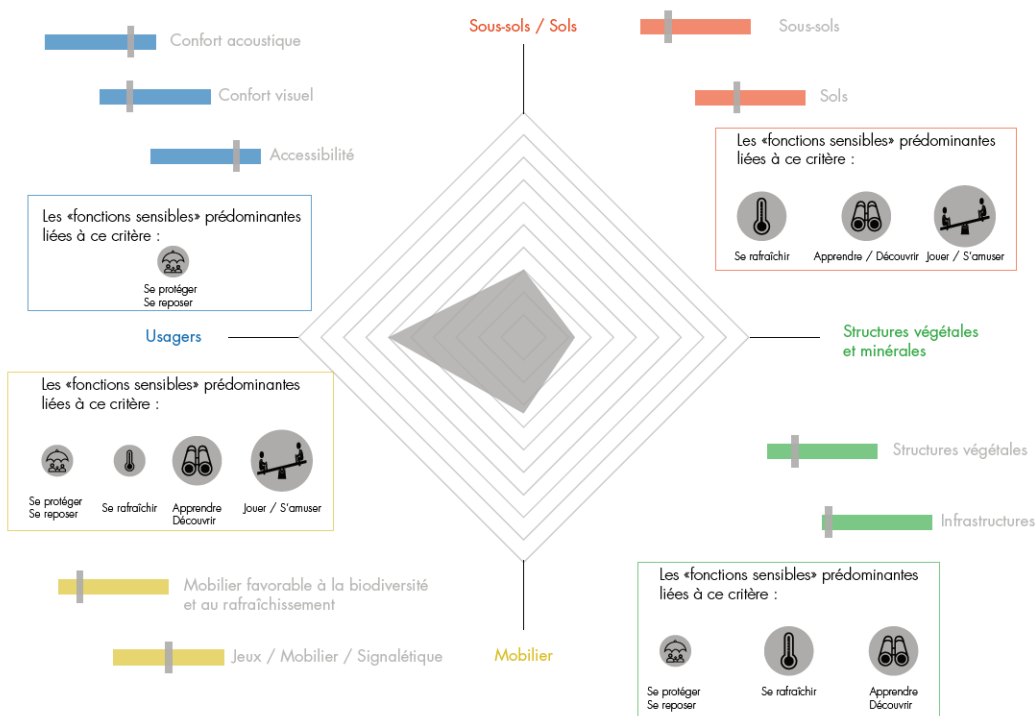 Sous-sols / Sols
Confort acoustique
Confort visuel
Accessibilité
Sous-sols
Sols
Les «fonctions sensibles» prédominantes
liées à ce critère :
Se protéger
Se reposer
Les «fonctions sensibles» prédominantes
liées à ce critère :
Se rafraîchir
Apprendre / Découvrir
Jouer / S'amuser
Usagers
Structures végétales
et minérales
Les «fonctions sensibles» prédominantes
liées à ce critère :
Se protéger
Se reposer
Se rafraîchir
Apprendre
Découvrir
Jouer / S'amuser
Structures végétales
Infrastructures
Mobilier favorable à la biodiversité
et au rafraîchissement
Jeux / Mobilier / Signalétique
Mobilier
Les «fonctions sensibles» prédominantes
liées à ce critère :
Se protéger
Se reposer
Se rafraîchir
Apprendre
Découvrir